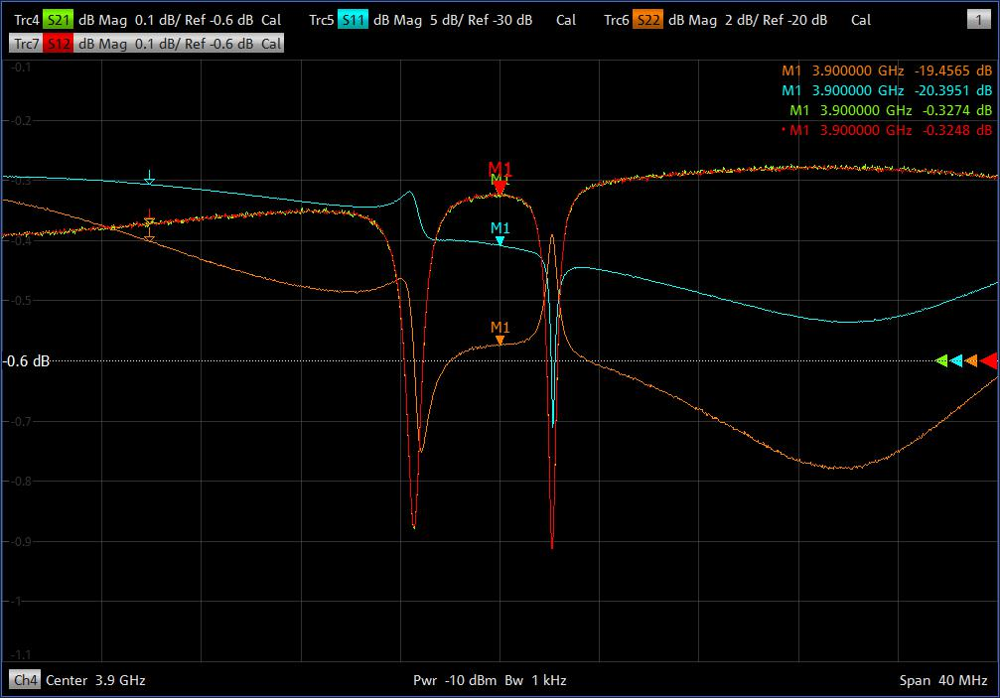 Trc4 S21 dB Mag 0.1 dB/ Ref -0.6 dB Cal Trc5 S11 dB Mag 5 dB/ Ref -30 dB Cal Trc6 S22 dB Mag 2 dB/ Ref -20 dB Cal 1
Trc7 S12 dB Mag 0.1 dB/ Ref -0.6 dB Cal
-0.1
M1 3.900000 GHz -19.4565 dB
M1 3.900000 GHz -20.3951 dB
M1 3.900000 GHz -0.3274 dB
• M1 3.900000 GHz -0.3248 dB
-0.2
M1
M1
-0.3
M1
-0.4
-0.5
M1
-0.6 dB
-0.7
-0.8
-0.9
-1
-1.1
Ch4 Center 3.9 GHz Pwr -10 dBm Bw 1 kHz Span 40 MHz